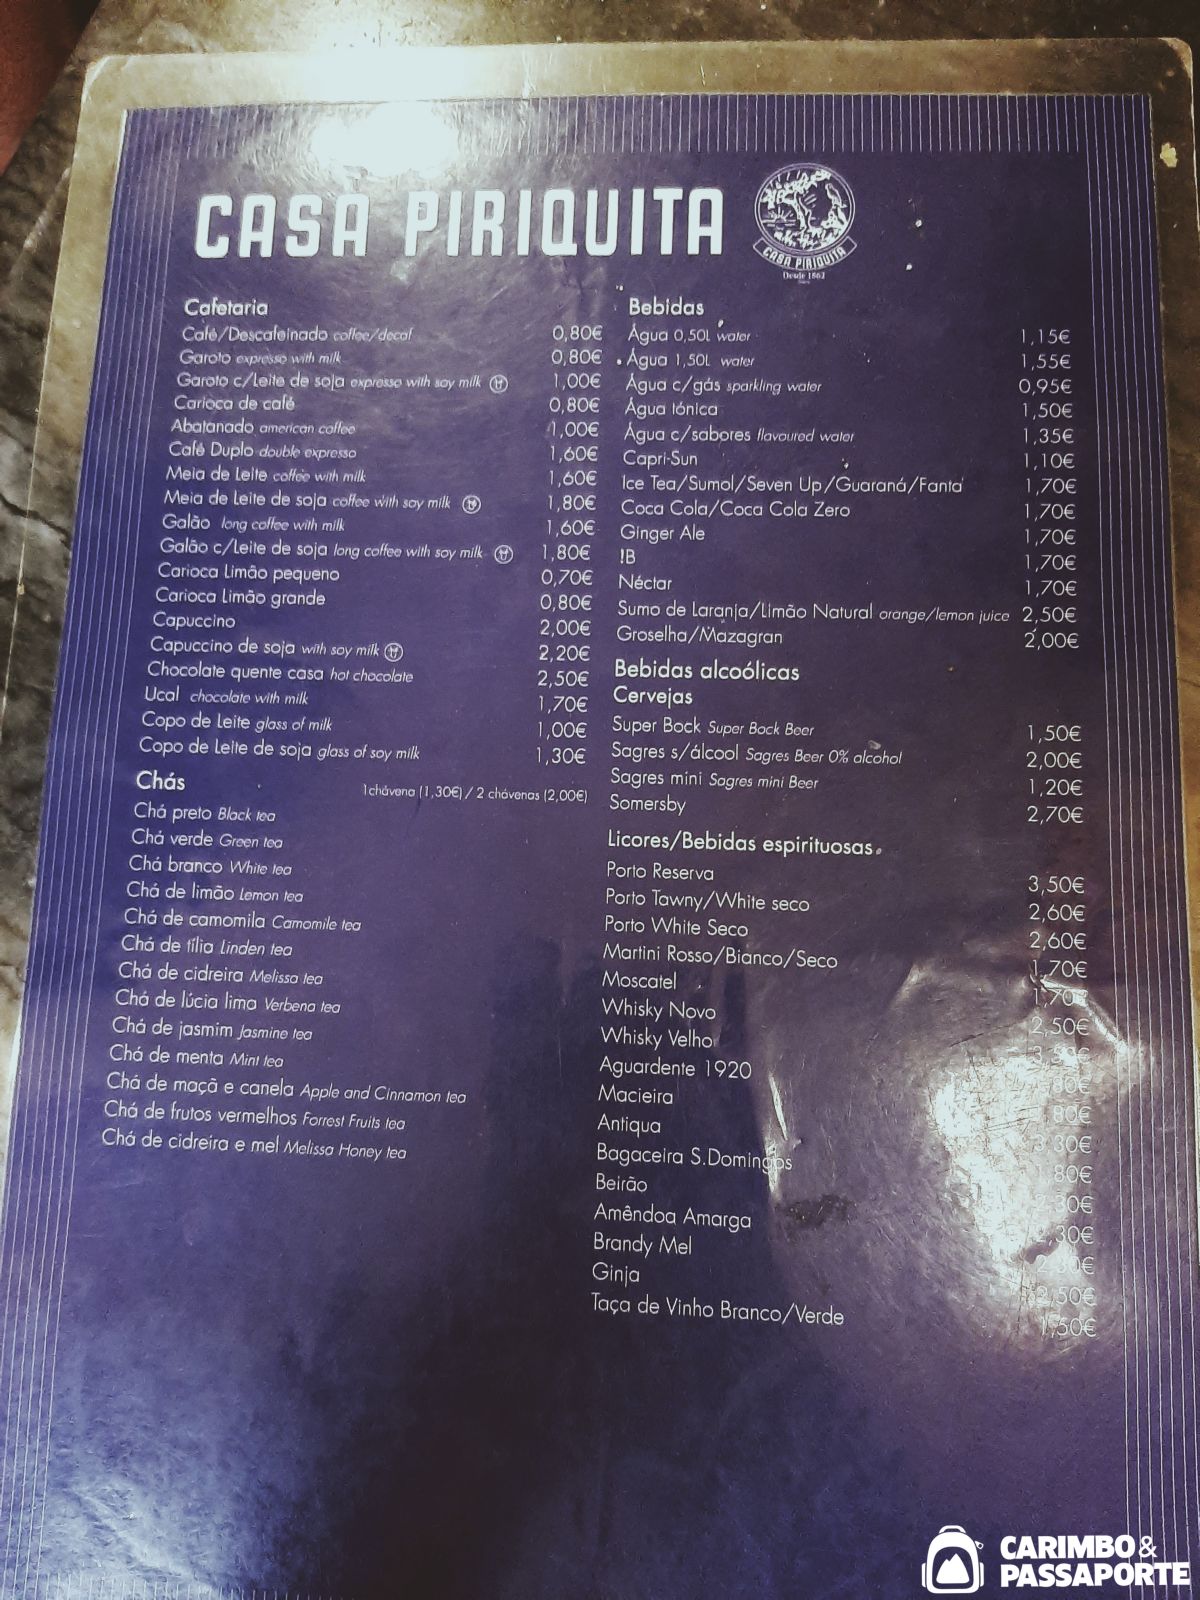 CASA PIRIQUITA
CASA PIRIQUITA
Desde 1862
Cafetaria
Café/Descafeinado coffee/decaf 0,80€
Garoto expresso with milk 0,80€
Garoto c/Leite de soja expresso with soy milk 1,00€
Carioca de café 0,80€
Abatanado american coffee 1,00€
Café Duplo double expresso 1,60€
Meia de Leite coffee with milk 1,60€
Meia de Leite de soja coffee with soy milk 1,80€
Galão long coffee with milk 1,60€
Galão c/Leite de soja long coffee with soy milk 1,80€
Carioca Limão pequeno 0,70€
Carioca Limão grande 0,80€
Capuccino 2,00€
Capuccino de soja with soy milk 2,20€
Chocolate quente casa hot chocolate 2,50€
Ucal chocolate with milk 1,70€
Copo de Leite glass of milk 1,00€
Copo de Leite de soja glass of soy milk 1,30€
Chás 1chávena (1,30€) / 2 chávenas (2,00€)
Chá preto Black tea
Chá verde Green tea
Chá branco White tea
Chá de limão Lemon tea
Chá de camomila Camomile tea
Chá de tília Linden tea
Chá de cidreira Melissa tea
Chá de lúcia lima Verbena tea
Chá de jasmim Jasmine tea
Chá de menta Mint tea
Chá de maçã e canela Apple and Cinnamon tea
Chá de frutos vermelhos Forrest Fruits tea
Chá de cidreira e mel Melissa Honey tea
Bebidas
Água 0,50L water 1,15€
Água 1,50L water 1,55€
Água c/gás sparkling water 0,95€
Água tónica 1,50€
Água c/sabores flavoured water 1,35€
Capri-Sun 1,10€
Ice Tea/Sumol/Seven Up/Guaraná/Fanta 1,70€
Coca Cola/Coca Cola Zero 1,70€
Ginger Ale 1,70€
!B 1,70€
Néctar 1,70€
Sumo de Laranja/Limão Natural orange/lemon juice 2,50€
Groselha/Mazagran 2,00€
Bebidas alcoólicas
Cervejas
Super Bock Super Bock Beer 1,50€
Sagres s/álcool Sagres Beer 0% alcohol 2,00€
Sagres mini Sagres mini Beer 1,20€
Somersby 2,70€
Licores/Bebidas espirituosas
Porto Reserva 3,50€
Porto Tawny/White seco 2,60€
Porto White Seco 2,60€
Martini Rosso/Bianco/Seco 1,70€
Moscatel 1,70€
Whisky Novo 2,50€
Whisky Velho
Aguardente 1920
Macieira
Antiqua 3,30€
Bagaceira S.Domingos 1,80€
Beirão
Amêndoa Amarga
Brandy Mel
Ginja 2,50€
Taça de Vinho Branco/Verde 1,50€
CARIMBO &
PASSAPORTE